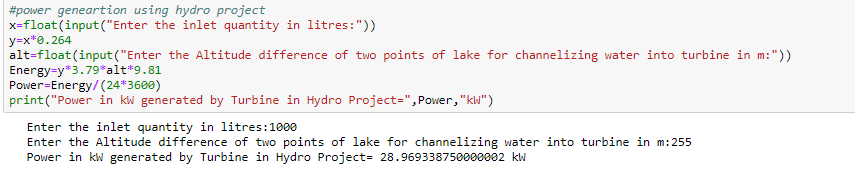 #power geneartion using hydro project
x=float(input("Enter the inlet quantity in litres:"))
y=x*0.264
alt=float(input("Enter the Altitude difference of two points of lake for channelizing water into turbine in m:"))
Energy=y*3.79*alt*9.81
Power=Energy/(24*3600)
print("Power in kW generated by Turbine in Hydro Project=",Power,"kW")
Enter the inlet quantity in litres:1000
Enter the Altitude difference of two points of lake for channelizing water into turbine in m:255
Power in kW generated by Turbine in Hydro Project= 28.969338750000002 kW